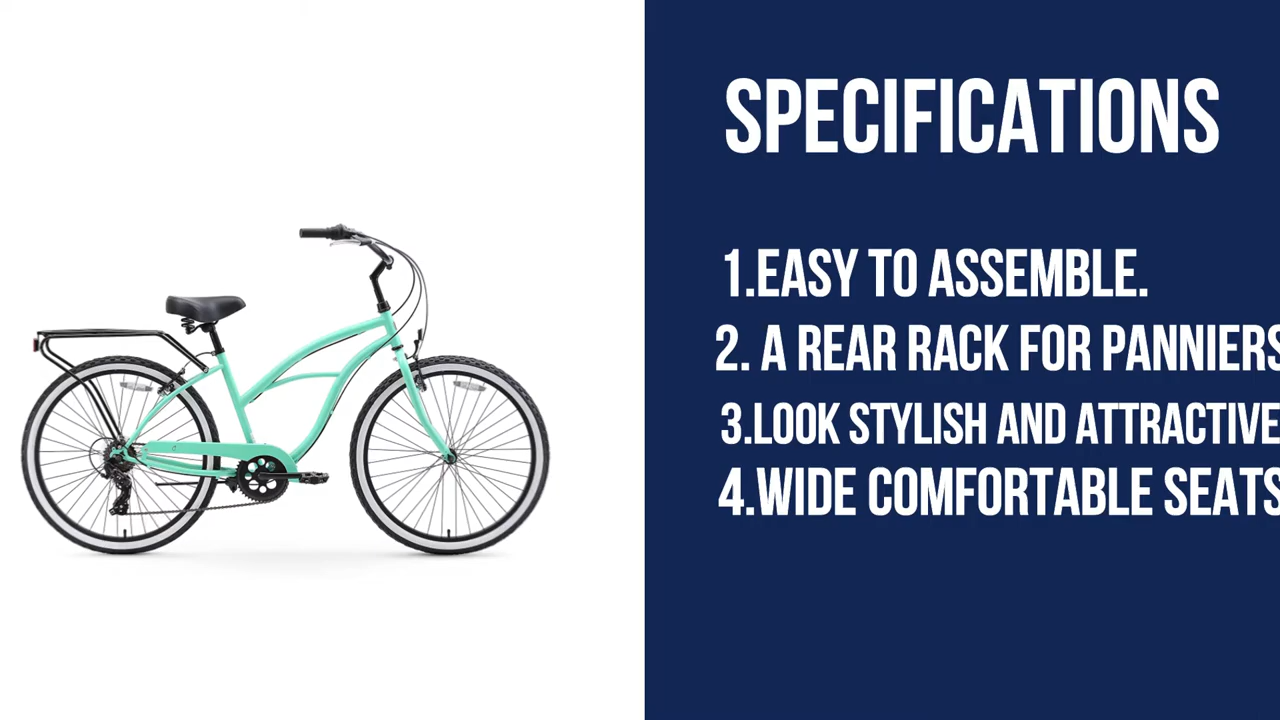 SPECIFICATIONS
1.EASY TO ASSEMBLE.
2. A REAR RACK FOR PANNIERS
3.LOOK STYLISH AND ATTRACTIVE
4.WIDE COMFORTABLE SEATS